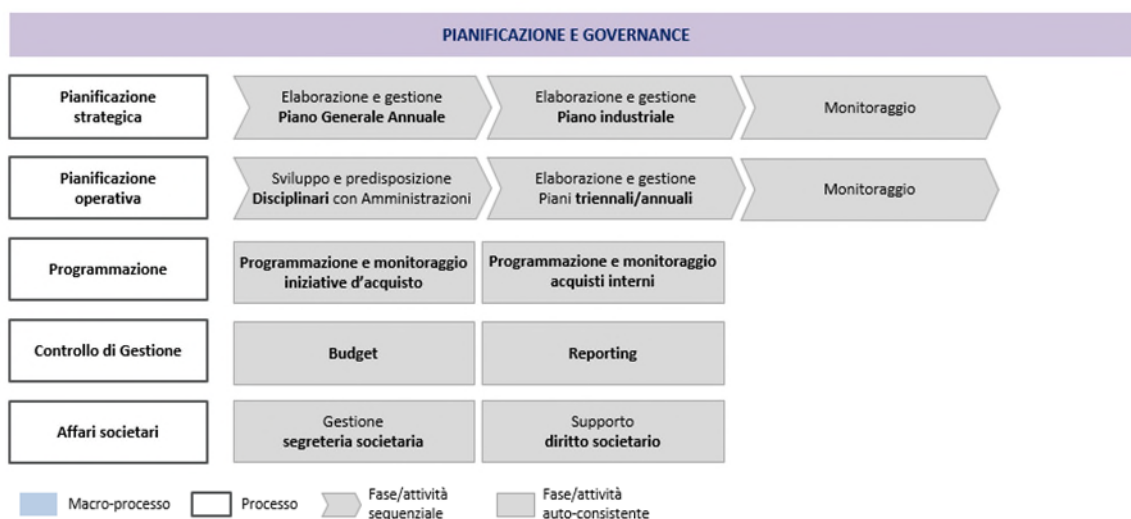 PIANIFICAZIONE E GOVERNANCE
Pianificazione
strategica
Elaborazione e gestione
Piano Generale Annuale
Elaborazione e gestione
Piano industriale
Monitoraggio
Pianificazione
operativa
Sviluppo e predisposizione
Disciplinari con Amministrazioni
Elaborazione e gestione
Piani triennali/annuali
Monitoraggio
Programmazione
Programmazione e monitoraggio
iniziative d'acquisto
Programmazione e monitoraggio
acquisti interni
Controllo di Gestione
Budget
Reporting
Affari societari
Gestione
segreteria societaria
Supporto
diritto societario
Macro-processo
Processo
Fase/attività
sequenziale
Fase/attività
auto-consistente